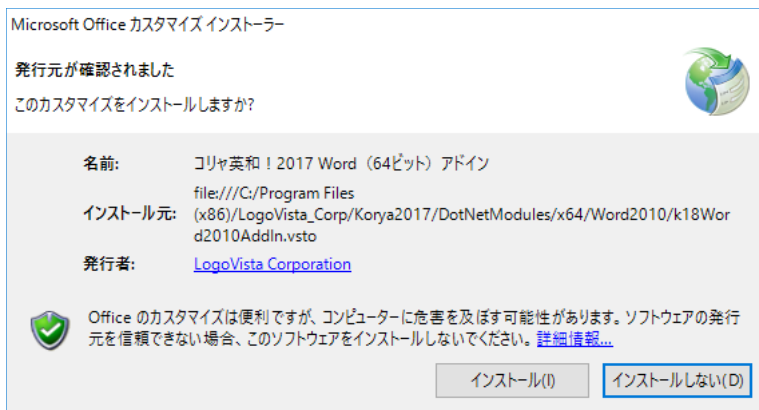 Microsoft Office カスタマイズ インストーラー
発行元が確認されました
このカスタマイズをインストールしますか?
名前: コリャ英和！2017 Word（64ビット）アドイン
file:///C:/Program Files
インストール元: (x86)/LogoVista_Corp/Korya2017/DotNetModules/x64/Word2010/k18Wor
d2010AddIn.vsto
発行者: LogoVista Corporation
Office のカスタマイズは便利ですが、コンピューターに危害を及ぼす可能性があります。ソフトウェアの発行
元を信頼できない場合、このソフトウェアをインストールしないでください。詳細情報...
インストール(I) インストールしない(D)